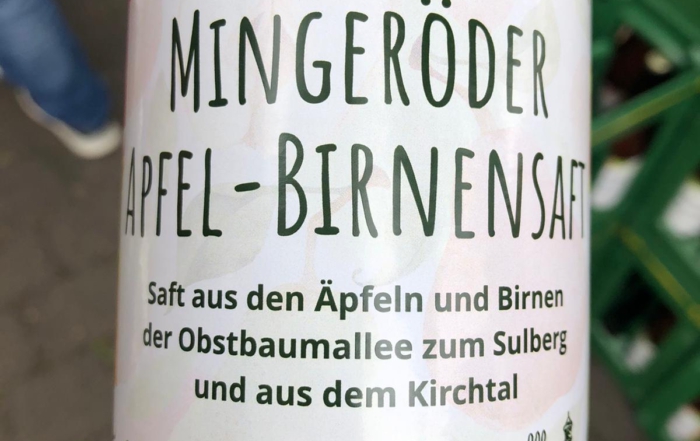 MINGERÖDER
APFEL-BIRNENSAFT
Saft aus den Äpfeln und Birnen
der Obstbaumallee zum Sulberg
und aus dem Kirchtal